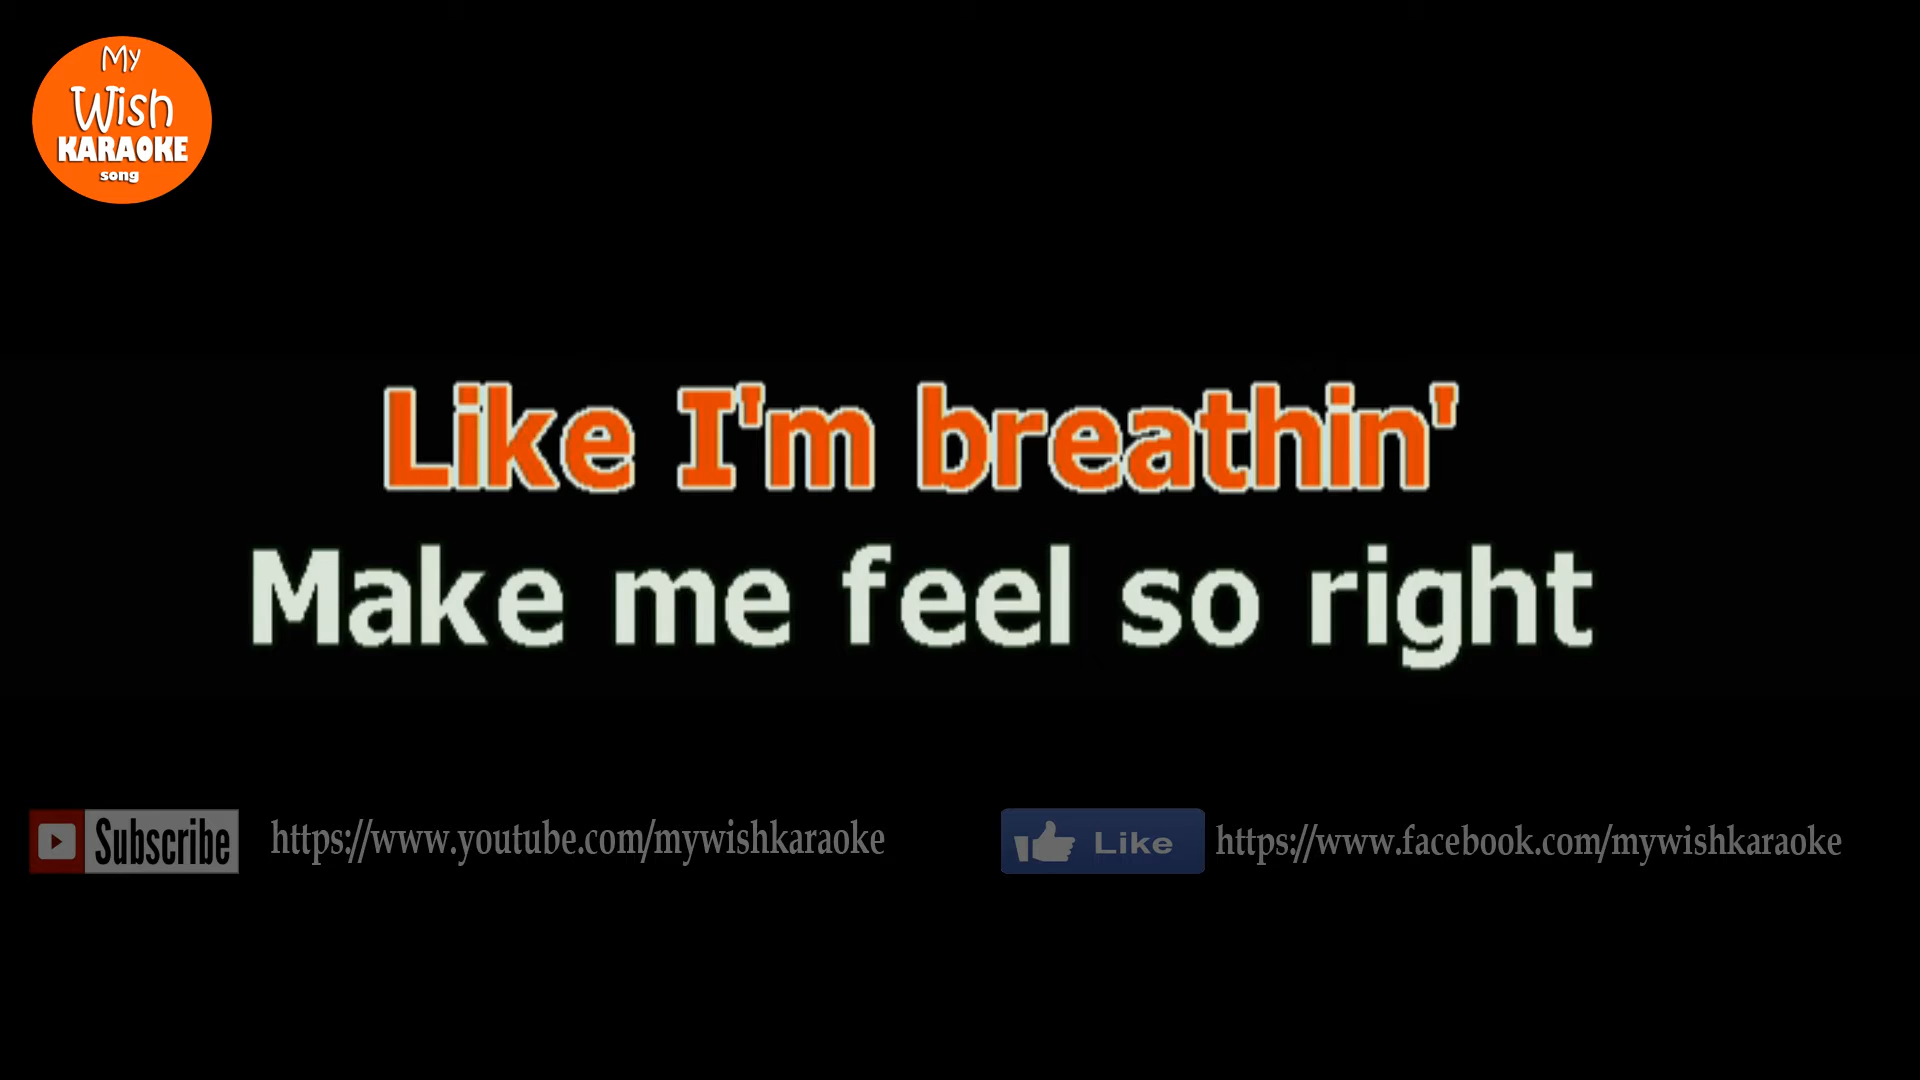 My
Wish
KARAOKE
song
Like I'm breathin'
Make me feel so right
Subscribe https://www.youtube.com/mywishkaraoke
Like https://www.facebook.com/mywishkaraoke